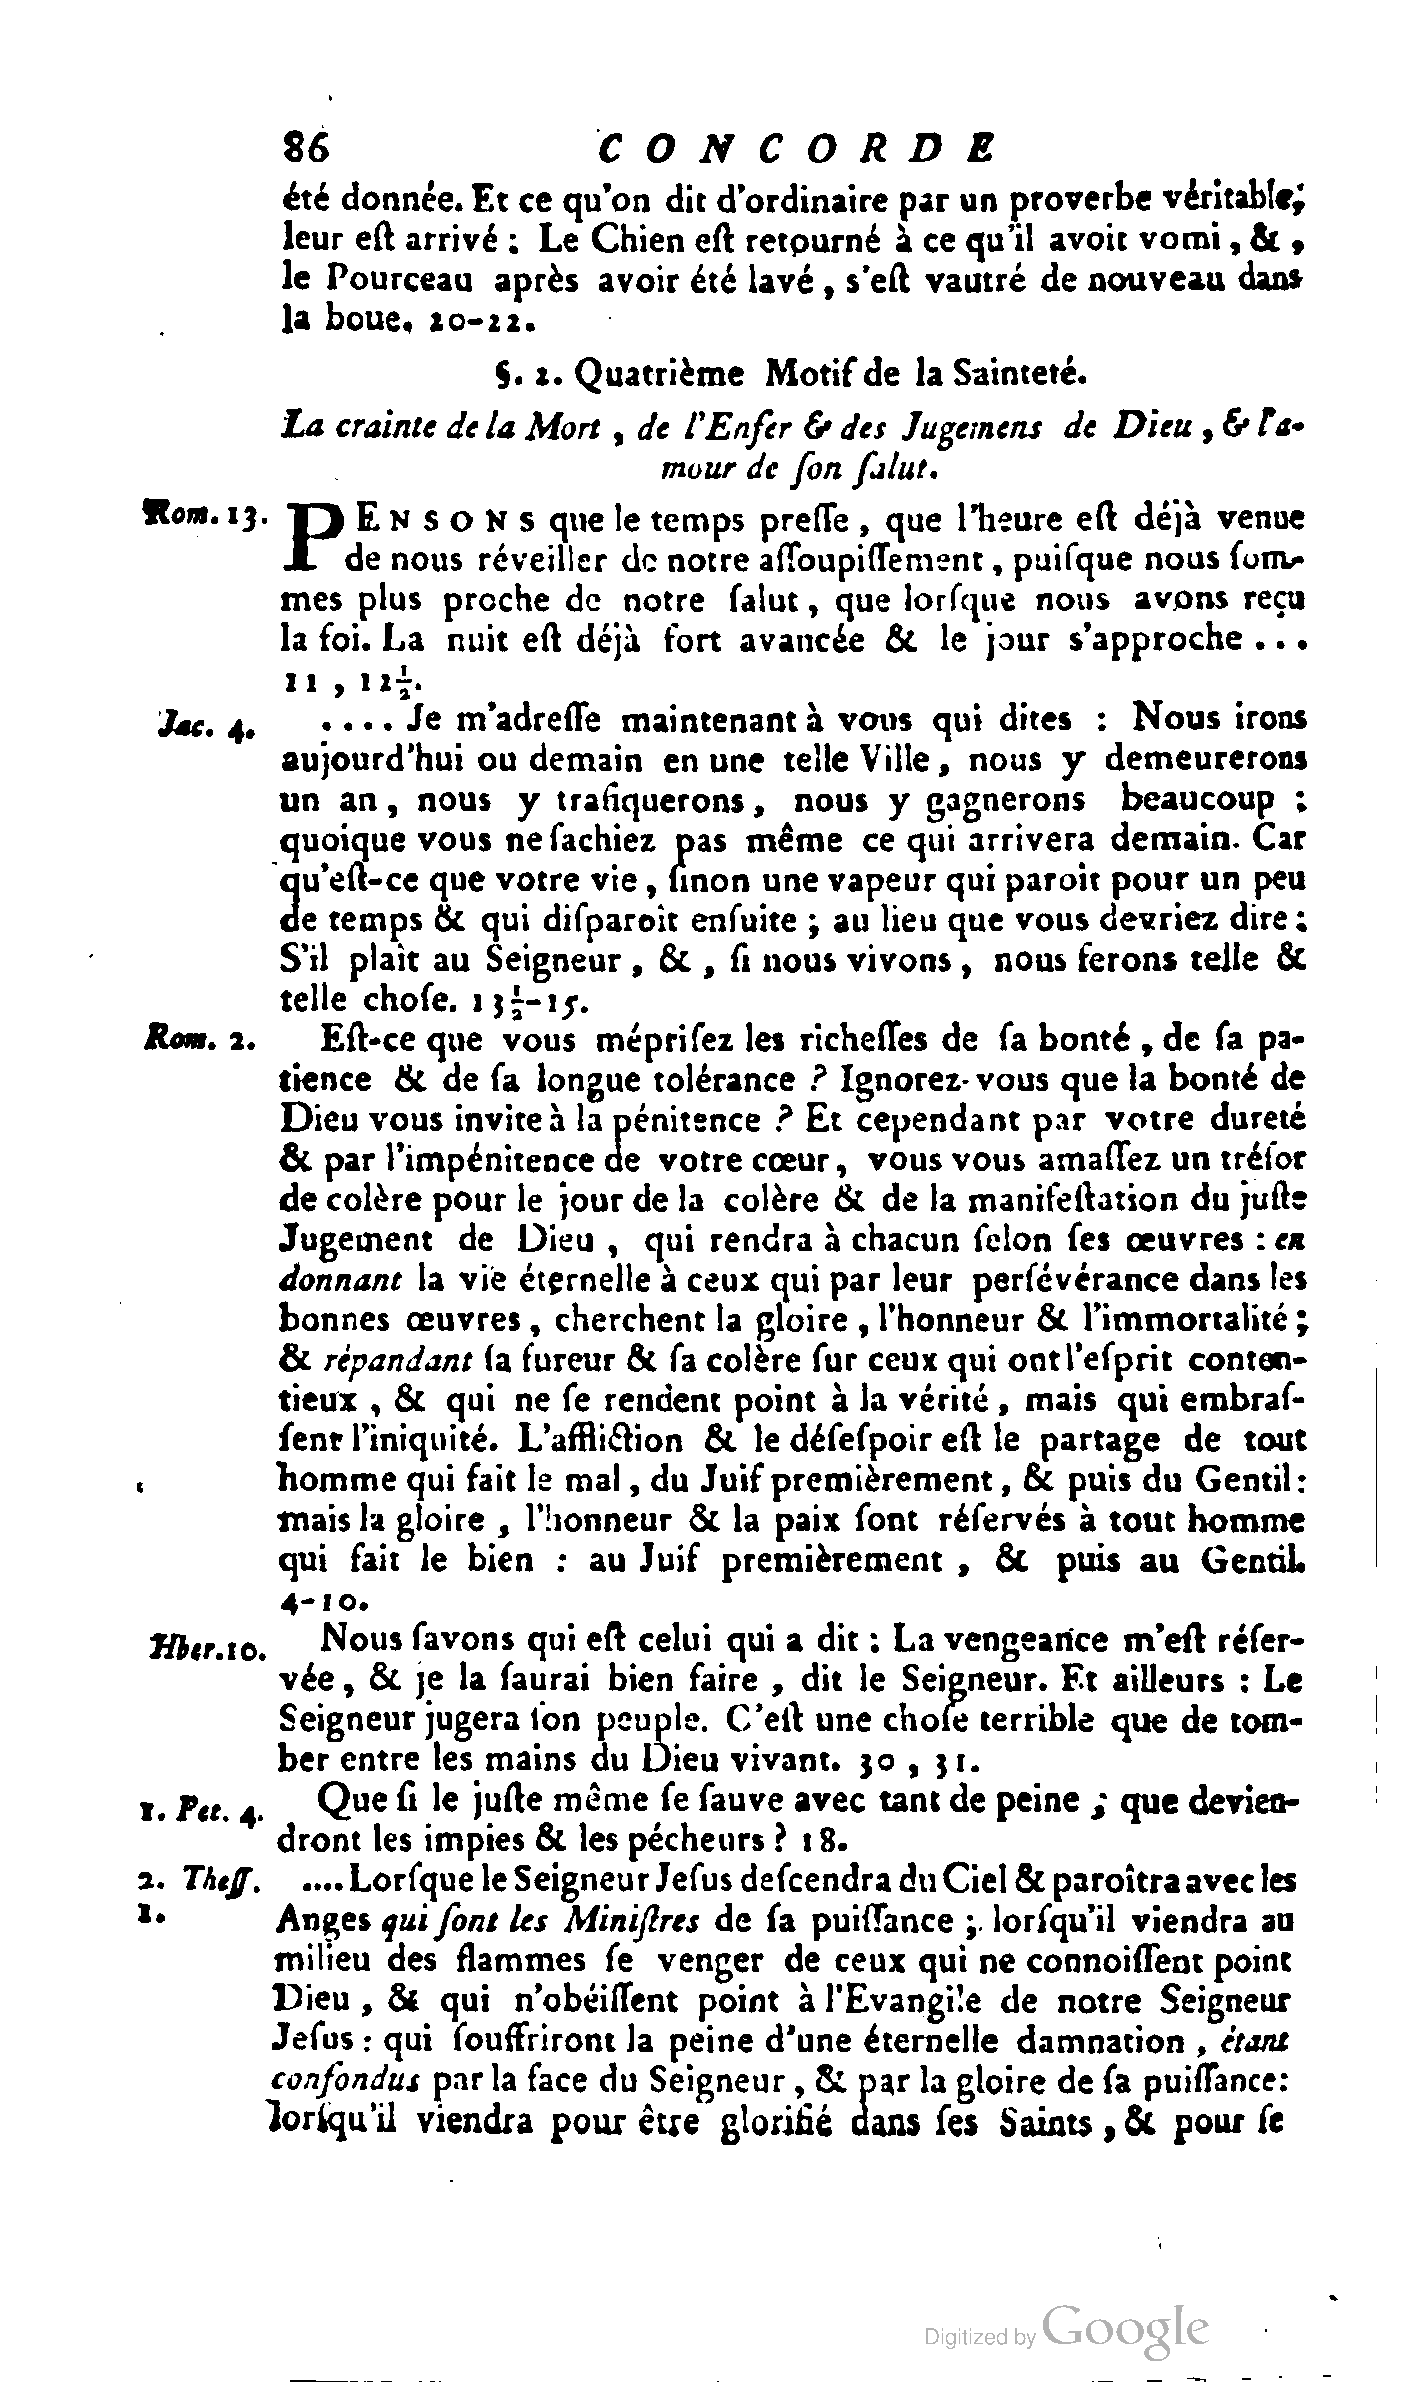 86 CONCORDE
été donnée. Et ce qu'on dit d'ordinaire par un proverbe véritable;
leur eſt arrivé : Le Chien eſt retourné à ce qu'il avoit vomi, &,
le Pourceau après avoir été lavé, s'eſt vautré de nouveau dans
la boue. 20-22.
§. 2. Quatrième Motif de la Sainteté.
La crainte de la Mort, de l'Enfer & des Jugemens de Dieu, & l'a-
mour de ſon ſalut.
Rom. 13. PENSONS que le temps preſſe, que l'heure eſt déjà venue
de nous réveiller de notre aſſoupiſſement, puiſque nous ſom-
mes plus proche de notre ſalut, que lorſque nous avons reçu
la foi. La nuit eſt déjà fort avancée & le jour s'approche ...
11, 12½.
Jac. 4. .... Je m'adreſſe maintenant à vous qui dites : Nous irons
aujourd'hui ou demain en une telle Ville, nous y demeurerons
un an, nous y trafiquerons, nous y gagnerons beaucoup ;
quoique vous ne ſachiez pas même ce qui arrivera demain. Car
qu'eſt-ce que votre vie, ſinon une vapeur qui paroît pour un peu
de temps & qui diſparoît enſuite ; au lieu que vous devriez dire :
S'il plaît au Seigneur, &, ſi nous vivons, nous ferons telle &
telle choſe. 13½-15.
Rom. 2. Eſt-ce que vous mépriſez les richeſſes de ſa bonté, de ſa pa-
tience & de ſa longue tolérance ? Ignorez-vous que la bonté de
Dieu vous invite à la pénitence ? Et cependant par votre dureté
& par l'impénitence de votre cœur, vous vous amaſſez un tréſor
de colère pour le jour de la colère & de la manifeſtation du juſte
Jugement de Dieu, qui rendra à chacun ſelon ſes œuvres : en
donnant la vie éternelle à ceux qui par leur perſévérance dans les
bonnes œuvres, cherchent la gloire, l'honneur & l'immortalité ;
& répandant ſa fureur & ſa colère ſur ceux qui ont l'eſprit conten-
tieux, & qui ne ſe rendent point à la vérité, mais qui embraſ-
ſent l'iniquité. L'affliction & le déſeſpoir eſt le partage de tout
homme qui fait le mal, du Juif premièrement, & puis du Gentil :
mais la gloire, l'honneur & la paix ſont réſervés à tout homme
qui fait le bien : au Juif premièrement, & puis au Gentil.
4-10.
Hber. 10. Nous ſavons qui eſt celui qui a dit : La vengeance m'eſt réſer-
vée, & je la ſaurai bien faire, dit le Seigneur. Et ailleurs : Le
Seigneur jugera ſon peuple. C'eſt une choſe terrible que de tom-
ber entre les mains du Dieu vivant. 30, 31.
1. Pet. 4. Que ſi le juſte même ſe ſauve avec tant de peine ; que devien-
dront les impies & les pécheurs ? 18.
2. Theſſ. .... Lorſque le Seigneur Jeſus deſcendra du Ciel & paroîtra avec les
1. Anges qui ſont les Miniſtres de ſa puiſſance ; lorſqu'il viendra au
milieu des flammes ſe venger de ceux qui ne connoiſſent point
Dieu, & qui n'obéiſſent point à l'Evangile de notre Seigneur
Jeſus : qui ſouffriront la peine d'une éternelle damnation, étant
confondus par la face du Seigneur, & par la gloire de ſa puiſſance :
lorſqu'il viendra pour être glorifié dans ſes Saints, & pour ſe
Digitized by Google